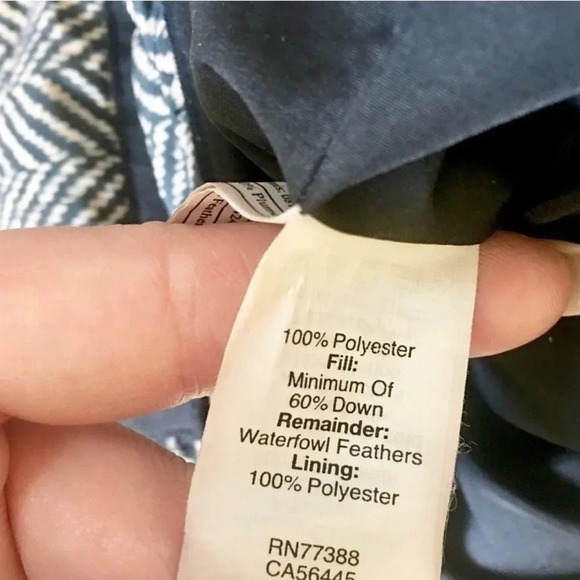 100% Polyester
Fill:
Minimum Of
60% Down
Remainder:
Waterfowl Feathers
Lining:
100% Polyester
RN77388
CA56445